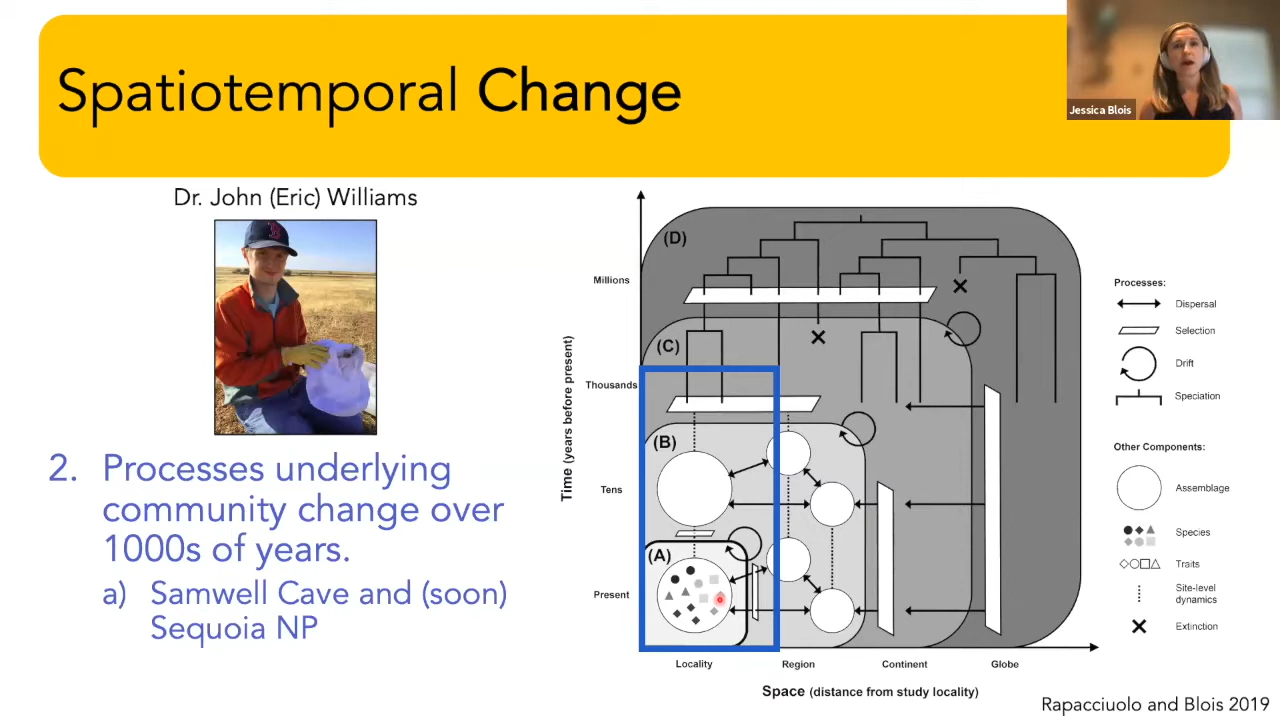 Spatiotemporal Change
Jessica Blois
Dr. John (Eric) Williams
B
2. Processes underlying
community change over
1000s of years.
a) Samwell Cave and (soon)
Sequoia NP
Time (years before present)
Millions
Thousands
Tens
Present
(D)
(C)
(B)
(A)
Locality
Region
Continent
Globe
Space (distance from study locality)
Processes:
Dispersal
Selection
Drift
Speciation
Other Components:
Assemblage
Species
Traits
Site-level
dynamics
Extinction
Rapacciuolo and Blois 2019